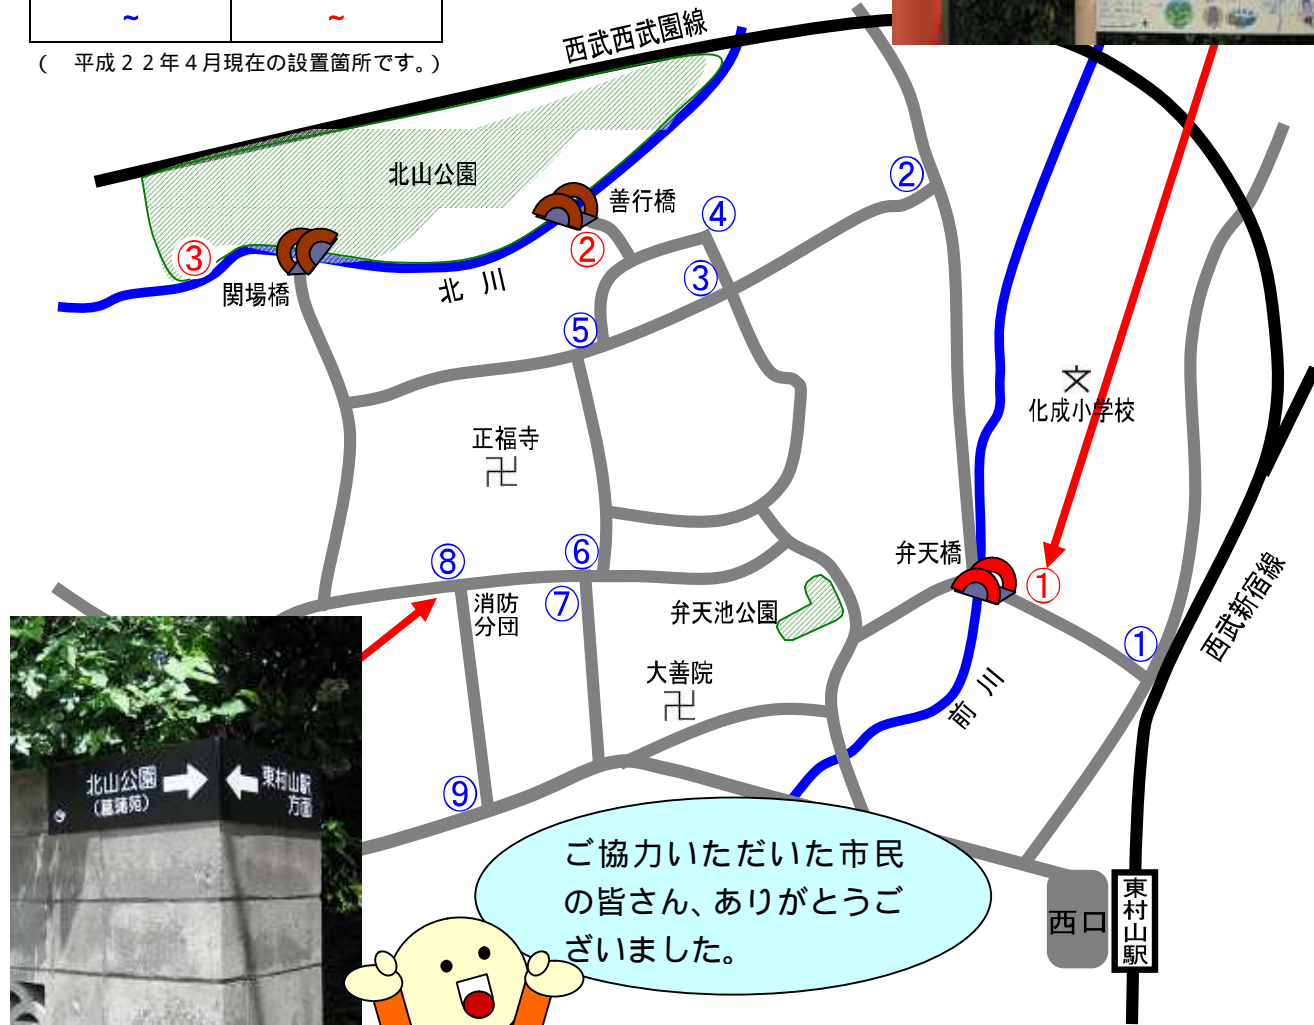 ~ ~
( 平成22年4月現在の設置箇所です。)
西武西武園線
北山公園
善行橋
②
④
②
③
③
関場橋
北川
⑤
文
化成小学校
正福寺
卍
弁天橋
①
⑧
⑥
⑦
消防
分団
弁天池公園
①
西武新宿線
大善院
卍
前川
⑨
北山公園
(菖蒲苑)
東村山駅
方面
ご協力いただいた市民
の皆さん、ありがとうご
ざいました。
西口
東村山駅